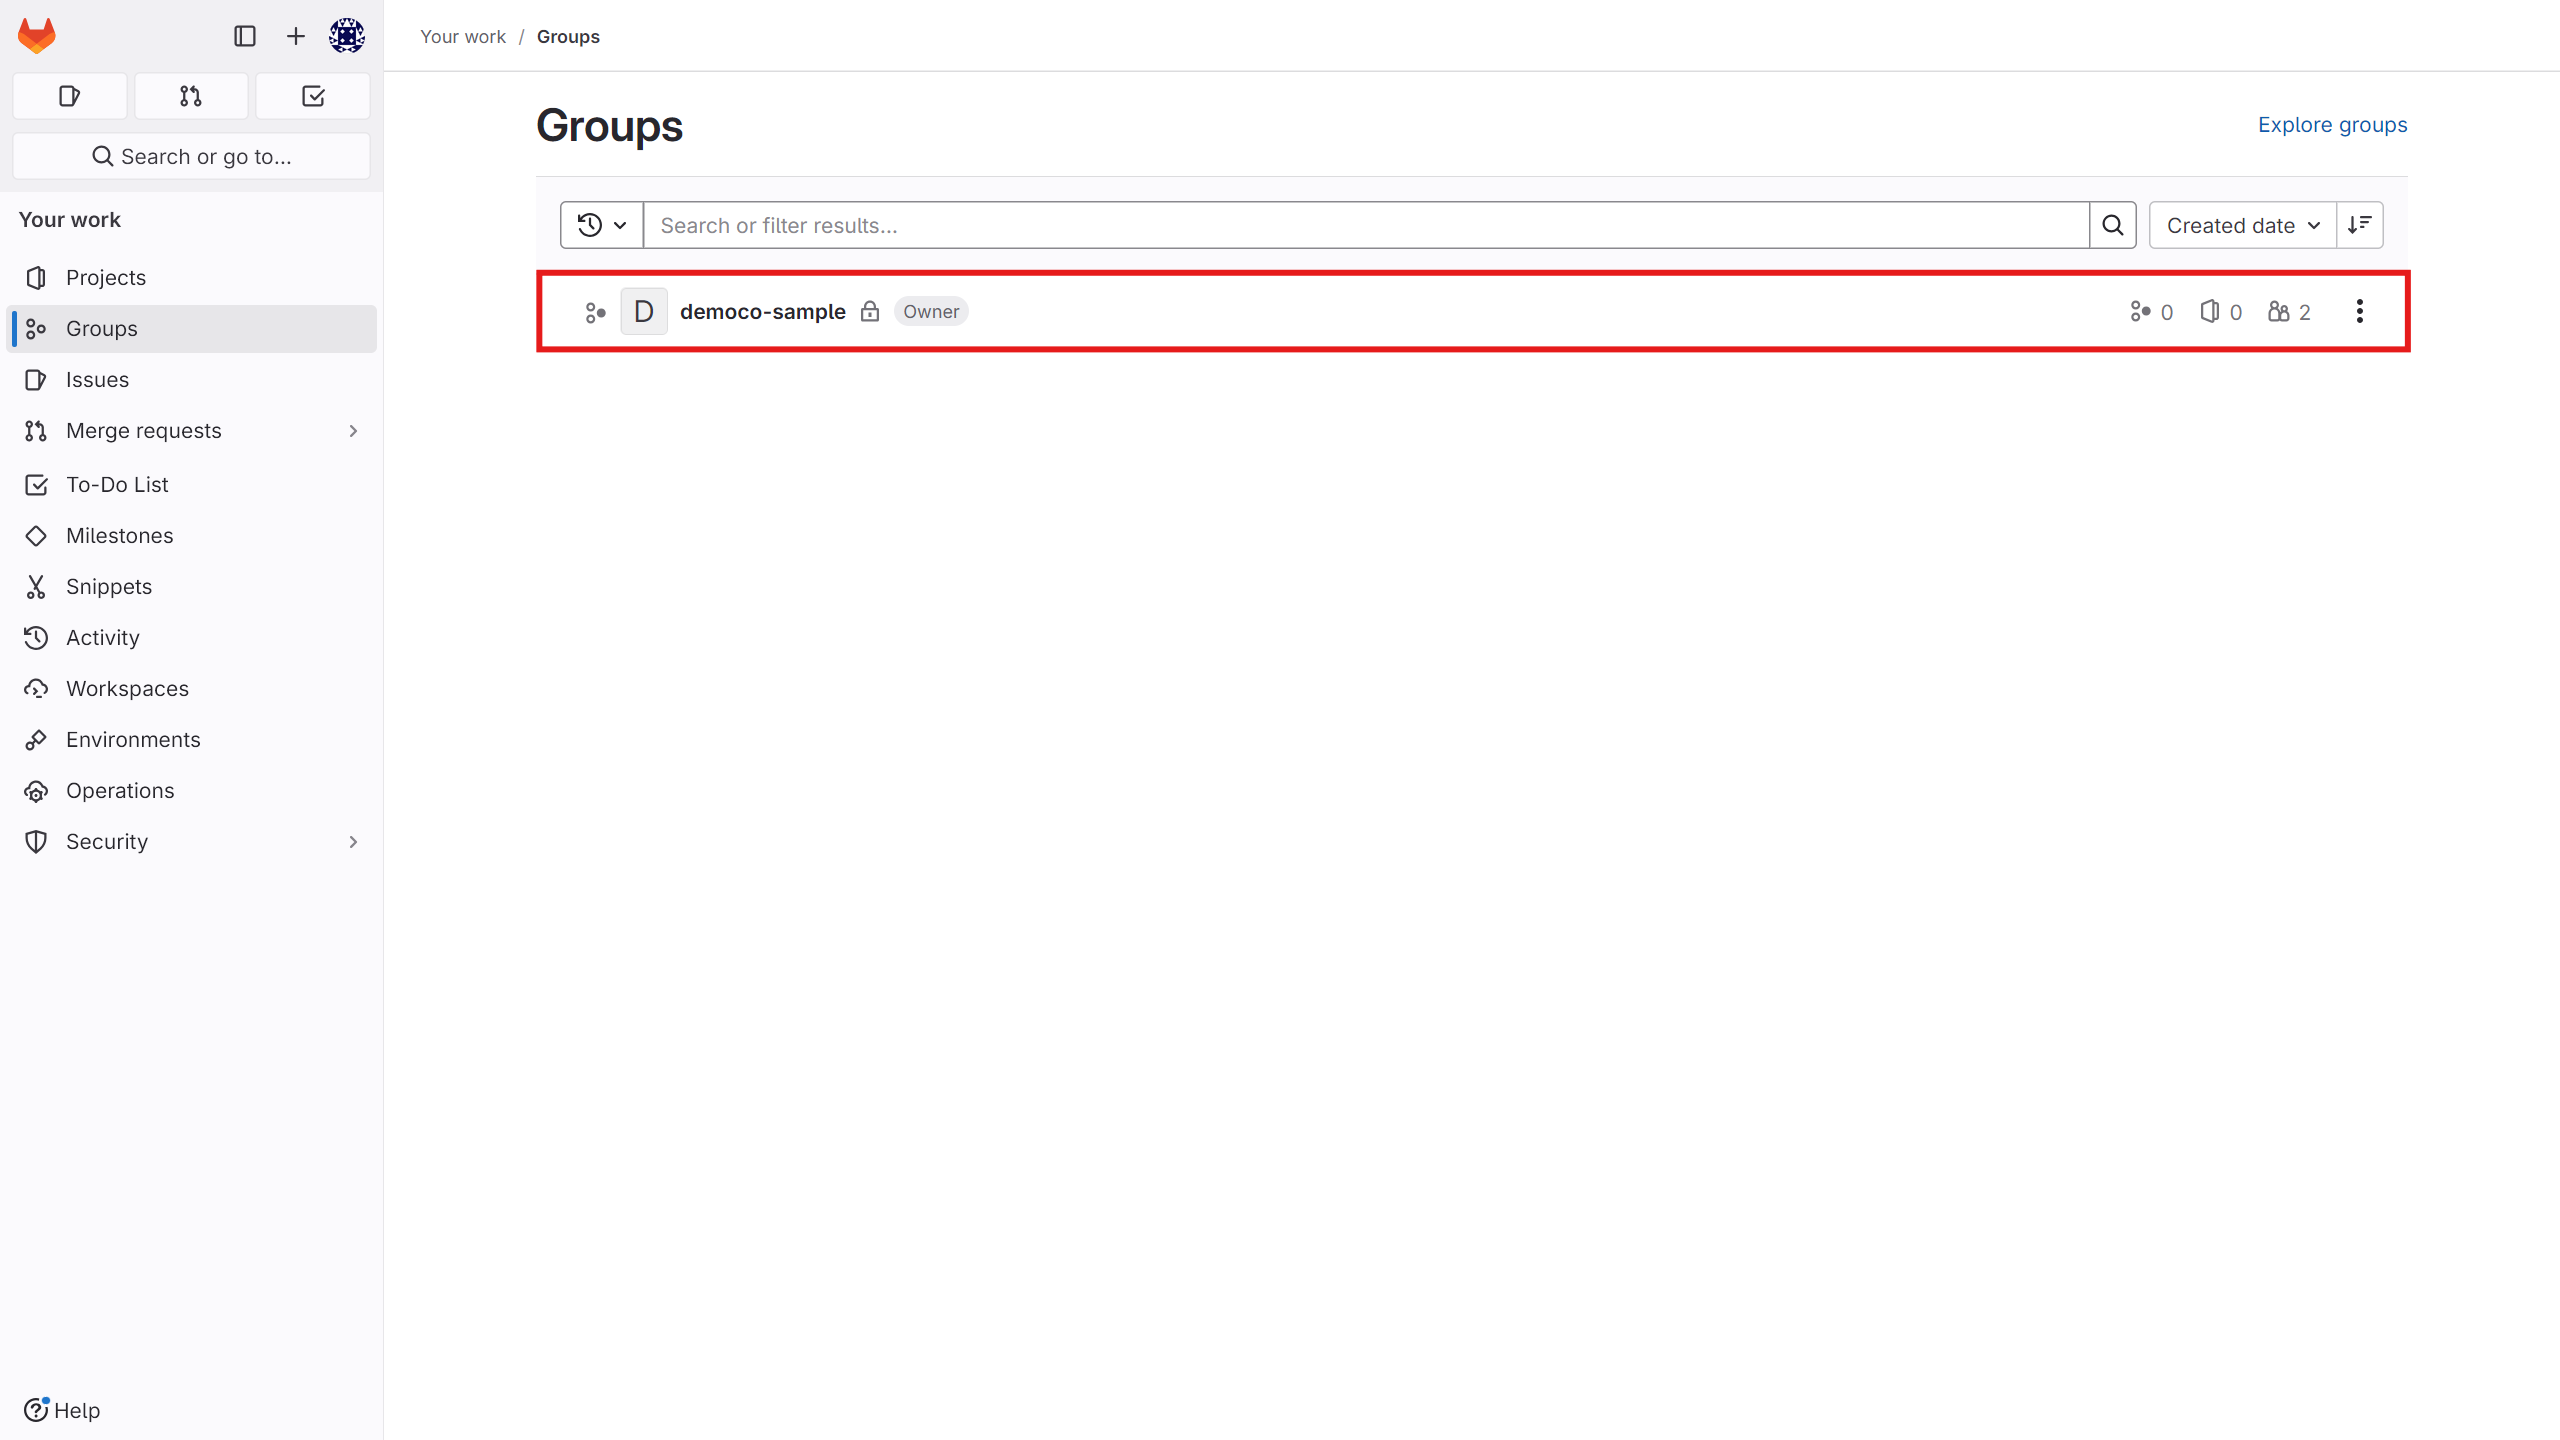 Your work / Groups
Search or go to...
Your work
Projects
Groups
Issues
Merge requests
To-Do List
Milestones
Snippets
Activity
Workspaces
Environments
Operations
Security
Help
Groups
Explore groups
Search or filter results...
Created date
D democo-sample Owner 0 0 2